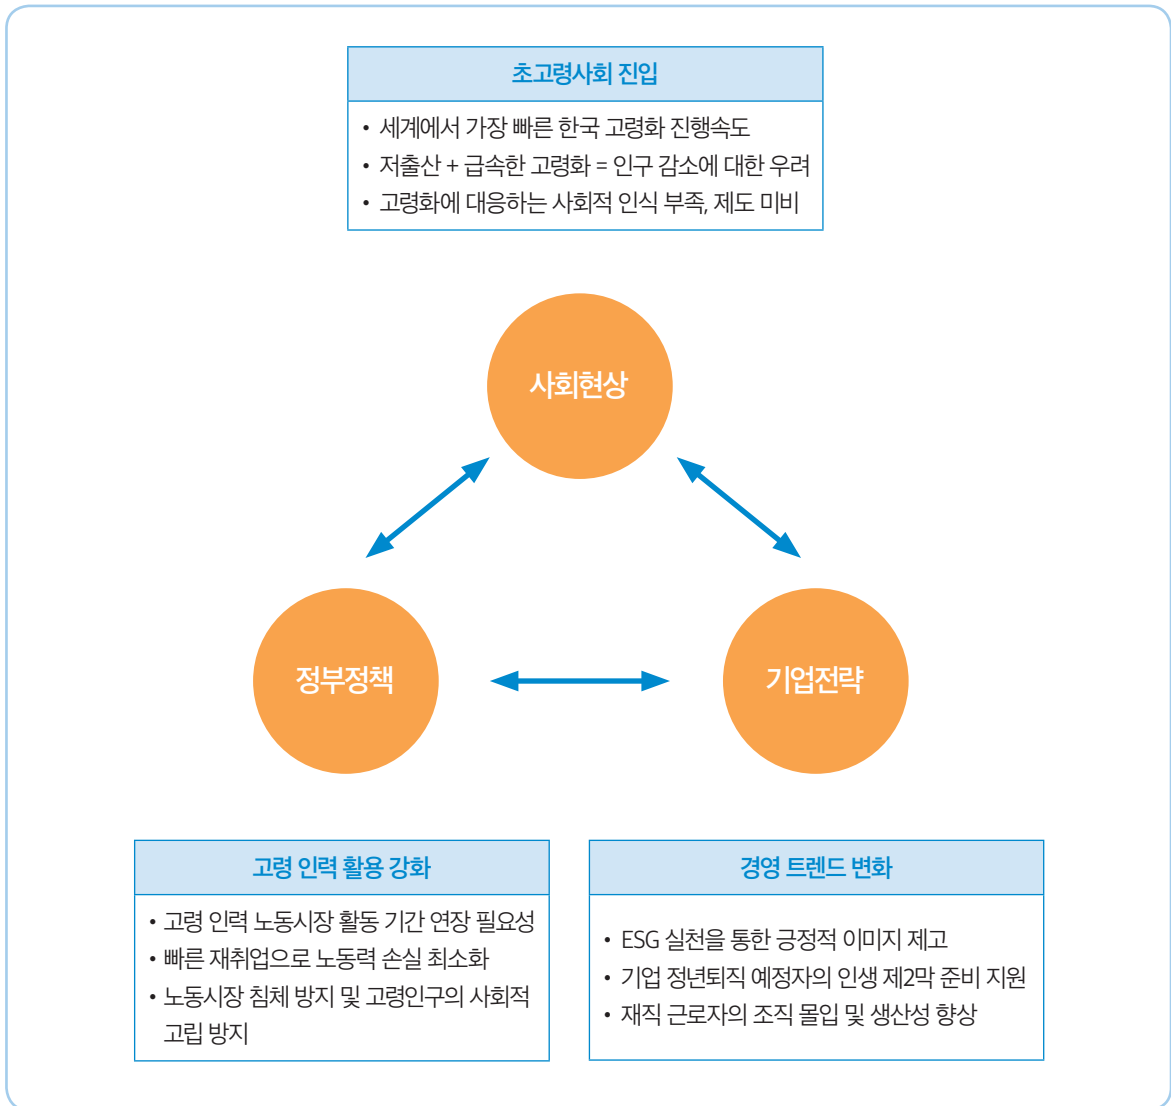 초고령사회 진입
• 세계에서 가장 빠른 한국 고령화 진행속도
• 저출산 + 급속한 고령화 = 인구 감소에 대한 우려
• 고령화에 대응하는 사회적 인식 부족, 제도 미비
사회현상
정부정책
기업전략
고령 인력 활용 강화
• 고령 인력 노동시장 활동 기간 연장 필요성
• 빠른 재취업으로 노동력 손실 최소화
• 노동시장 침체 방지 및 고령인구의 사회적
고립 방지
경영 트렌드 변화
• ESG 실천을 통한 긍정적 이미지 제고
• 기업 정년퇴직 예정자의 인생 제2막 준비 지원
• 재직 근로자의 조직 몰입 및 생산성 향상